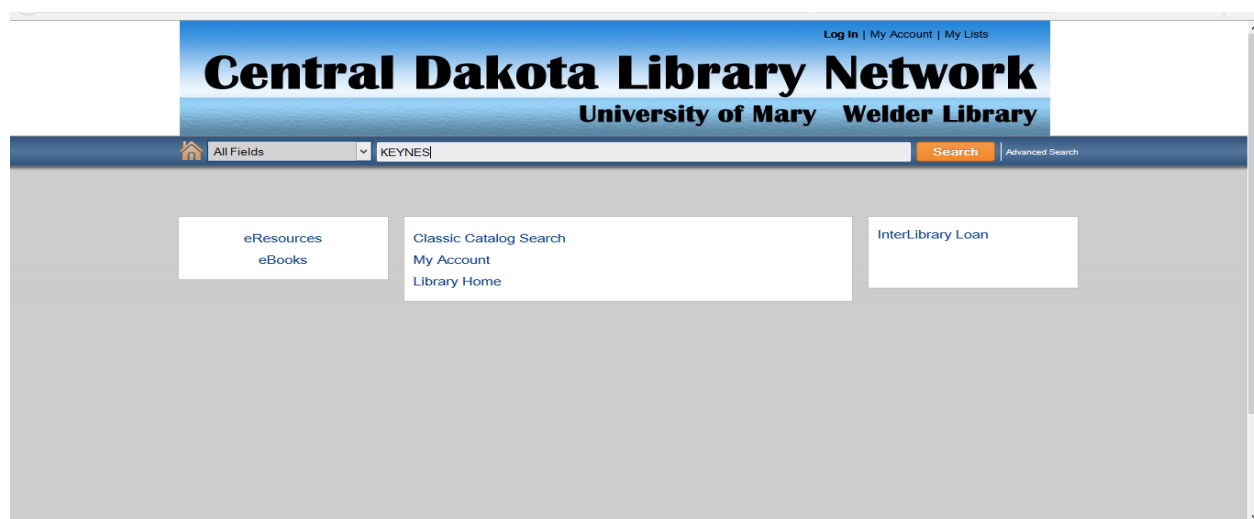 Log In | My Account | My Lists
Central Dakota Library Network
University of Mary Welder Library
All Fields KEYNES Search Advanced Search
eResources
eBooks
Classic Catalog Search
My Account
Library Home
InterLibrary Loan